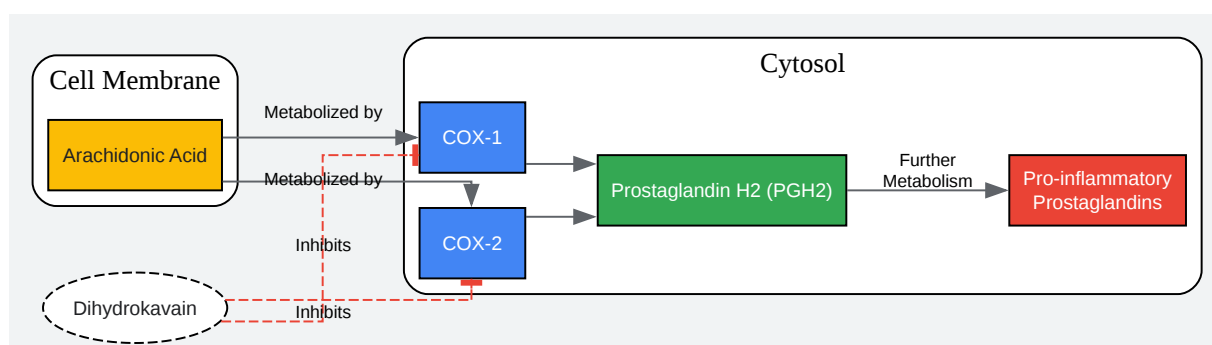 Cell Membrane
Arachidonic Acid
Metabolized by
Metabolized by
Cytosol
COX-1
COX-2
Prostaglandin H2 (PGH2)
Further
Metabolism
Pro-inflammatory
Prostaglandins
Inhibits
Inhibits
Dihydrokavain